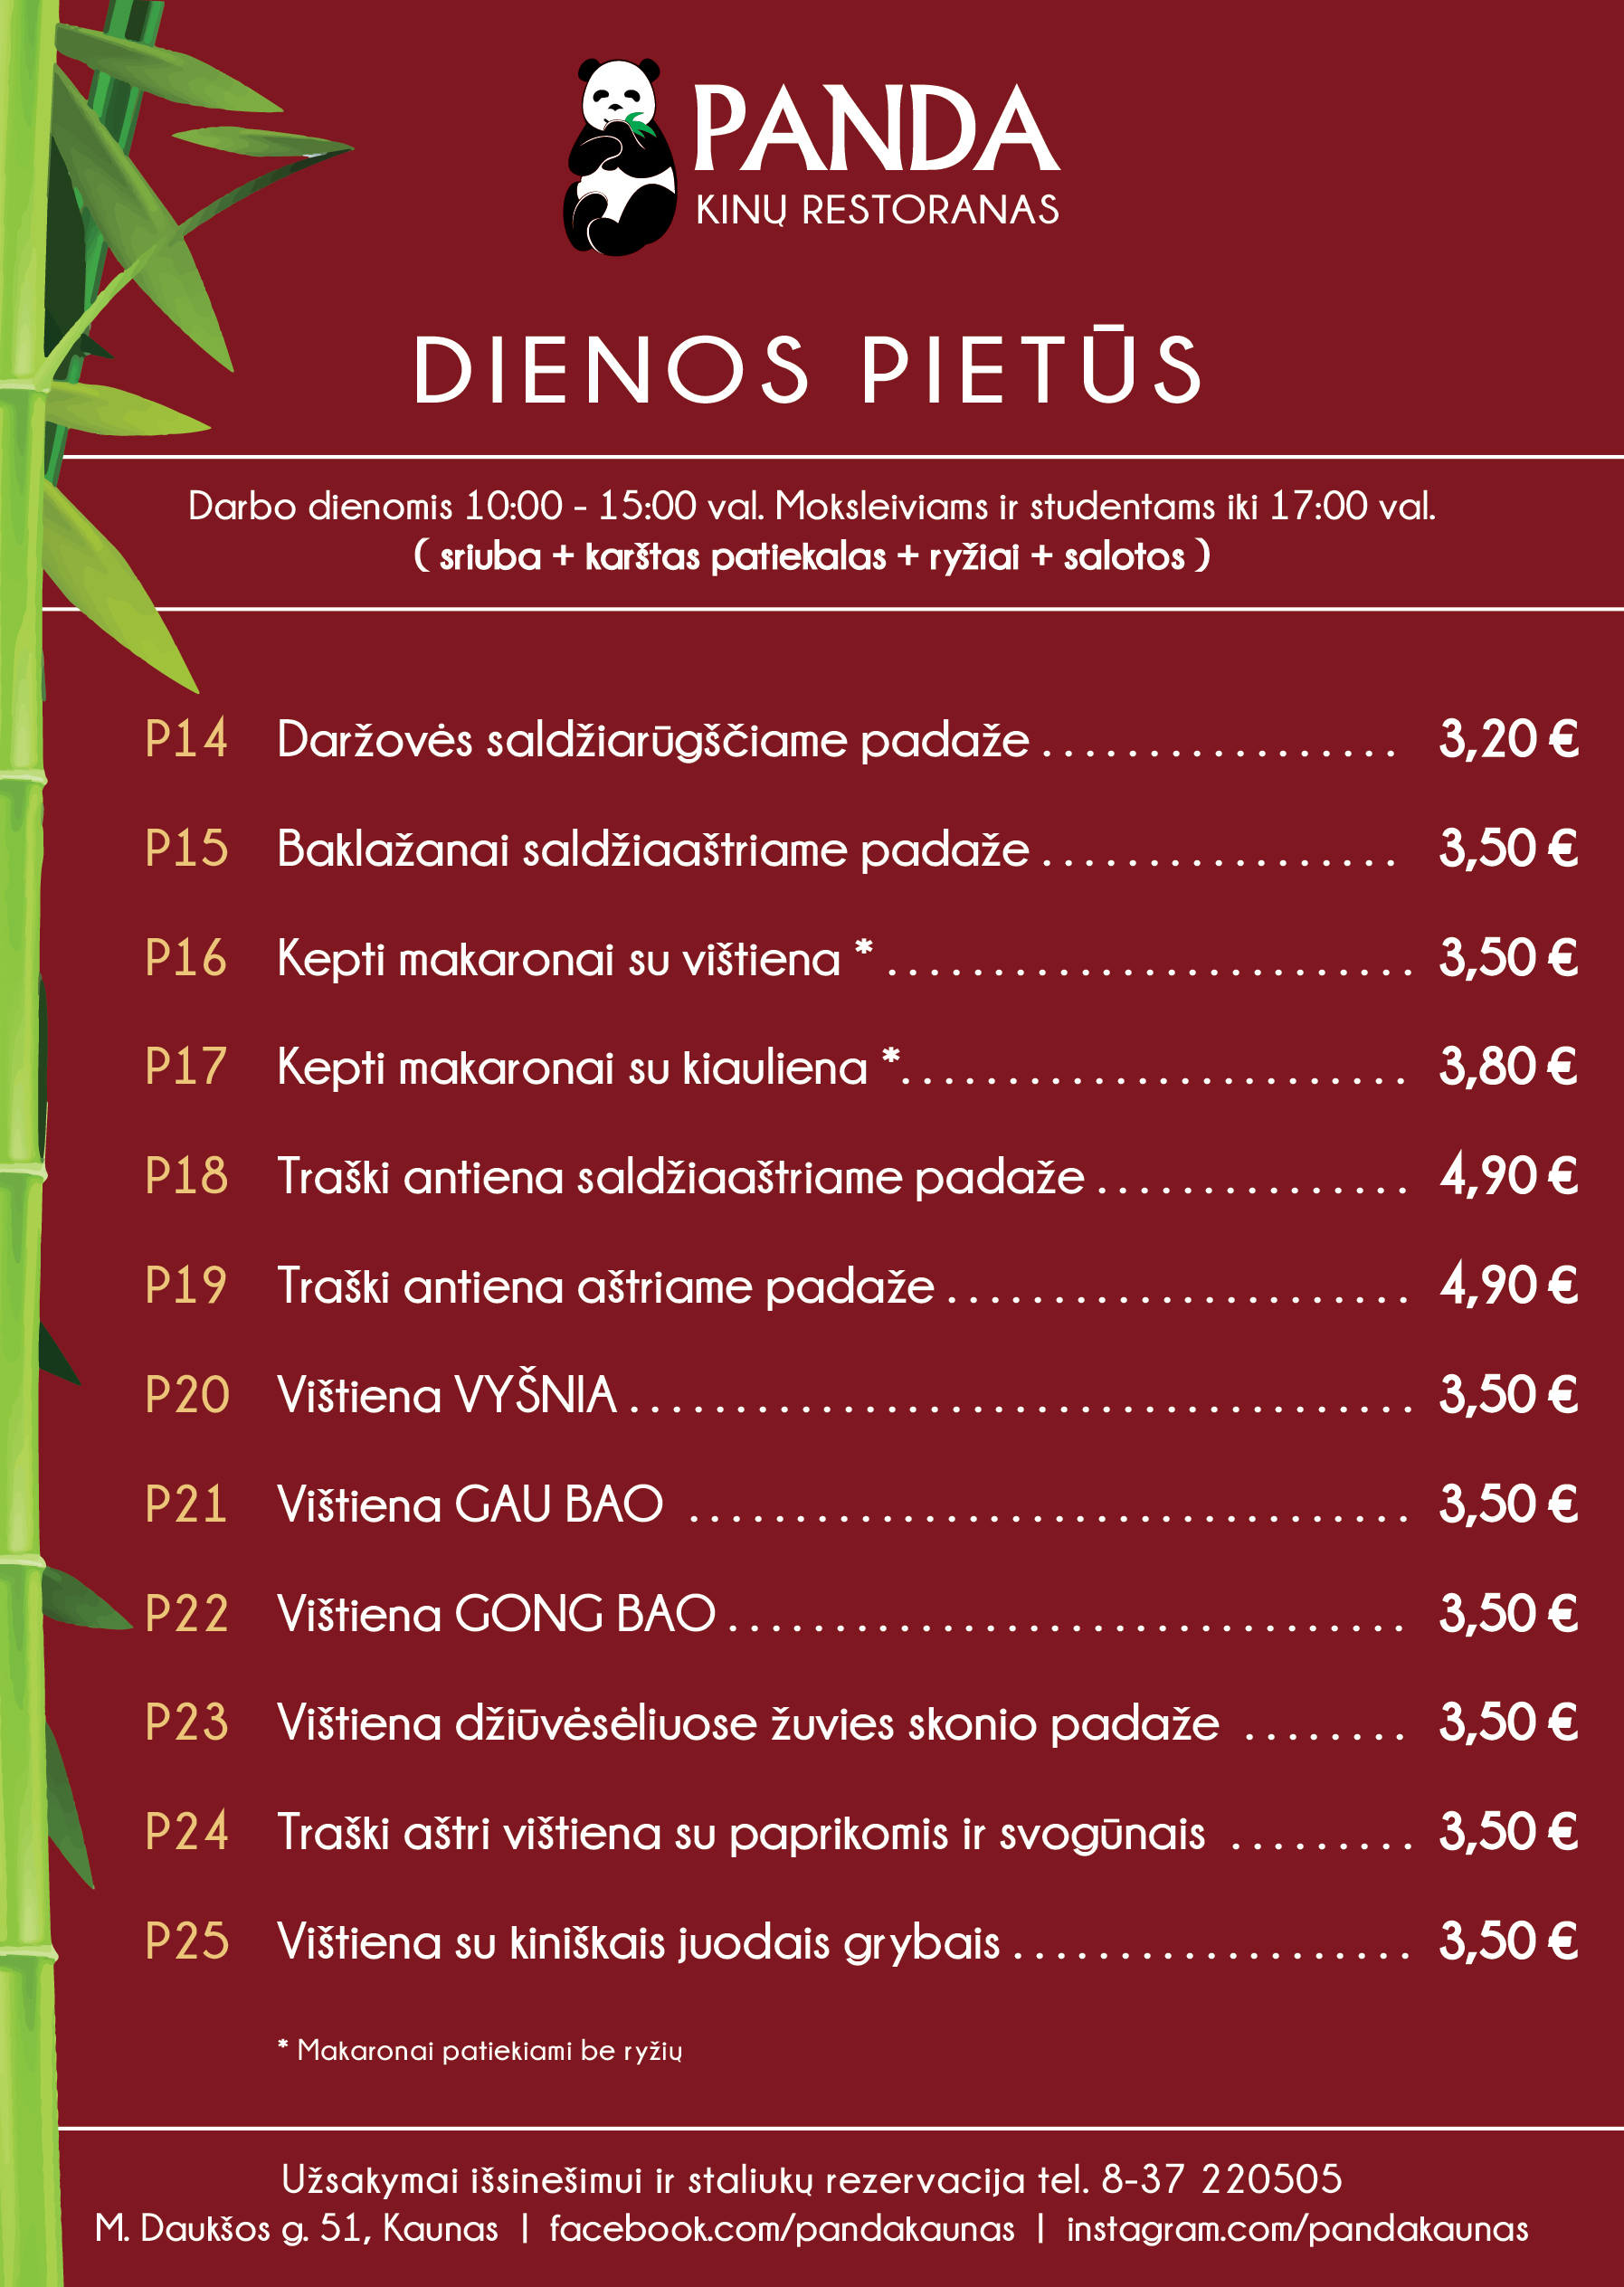 PANDA
KINŲ RESTORANAS
DIENOS PIETŪS
Darbo dienomis 10:00 - 15:00 val. Moksleiviams ir studentams iki 17:00 val.
( sriuba + karštas patiekalas + ryžiai + salotos )
P14 Daržovės saldžiarūgščiame padaže . . . . . . . . . . . . . . . . . 3,20 €
P15 Baklažanai saldžiaaštriame padaže . . . . . . . . . . . . . . . . . 3,50 €
P16 Kepti makaronai su vištiena * . . . . . . . . . . . . . . . . . . . . . . . . . 3,50 €
P17 Kepti makaronai su kiauliena *. . . . . . . . . . . . . . . . . . . . . . . . 3,80 €
P18 Traški antiena saldžiaaštriame padaže . . . . . . . . . . . . . . . 4,90 €
P19 Traški antiena aštriame padaže . . . . . . . . . . . . . . . . . . . . . . 4,90 €
P20 Vištiena VYŠNIA . . . . . . . . . . . . . . . . . . . . . . . . . . . . . . . . . . . . . 3,50 €
P21 Vištiena GAU BAO . . . . . . . . . . . . . . . . . . . . . . . . . . . . . . . . . . 3,50 €
P22 Vištiena GONG BAO . . . . . . . . . . . . . . . . . . . . . . . . . . . . . . . . 3,50 €
P23 Vištiena džiūvėsėliuose žuvies skonio padaže . . . . . . . . 3,50 €
P24 Traški aštri vištiena su paprikomis ir svogūnais . . . . . . . . . 3,50 €
P25 Vištiena su kiniškais juodais grybais . . . . . . . . . . . . . . . . . . . 3,50 €
* Makaronai patiekiami be ryžių
Užsakymai išsinešimui ir staliukų rezervacija tel. 8-37 220505
M. Daukšos g. 51, Kaunas | facebook.com/pandakaunas | instagram.com/pandakaunas